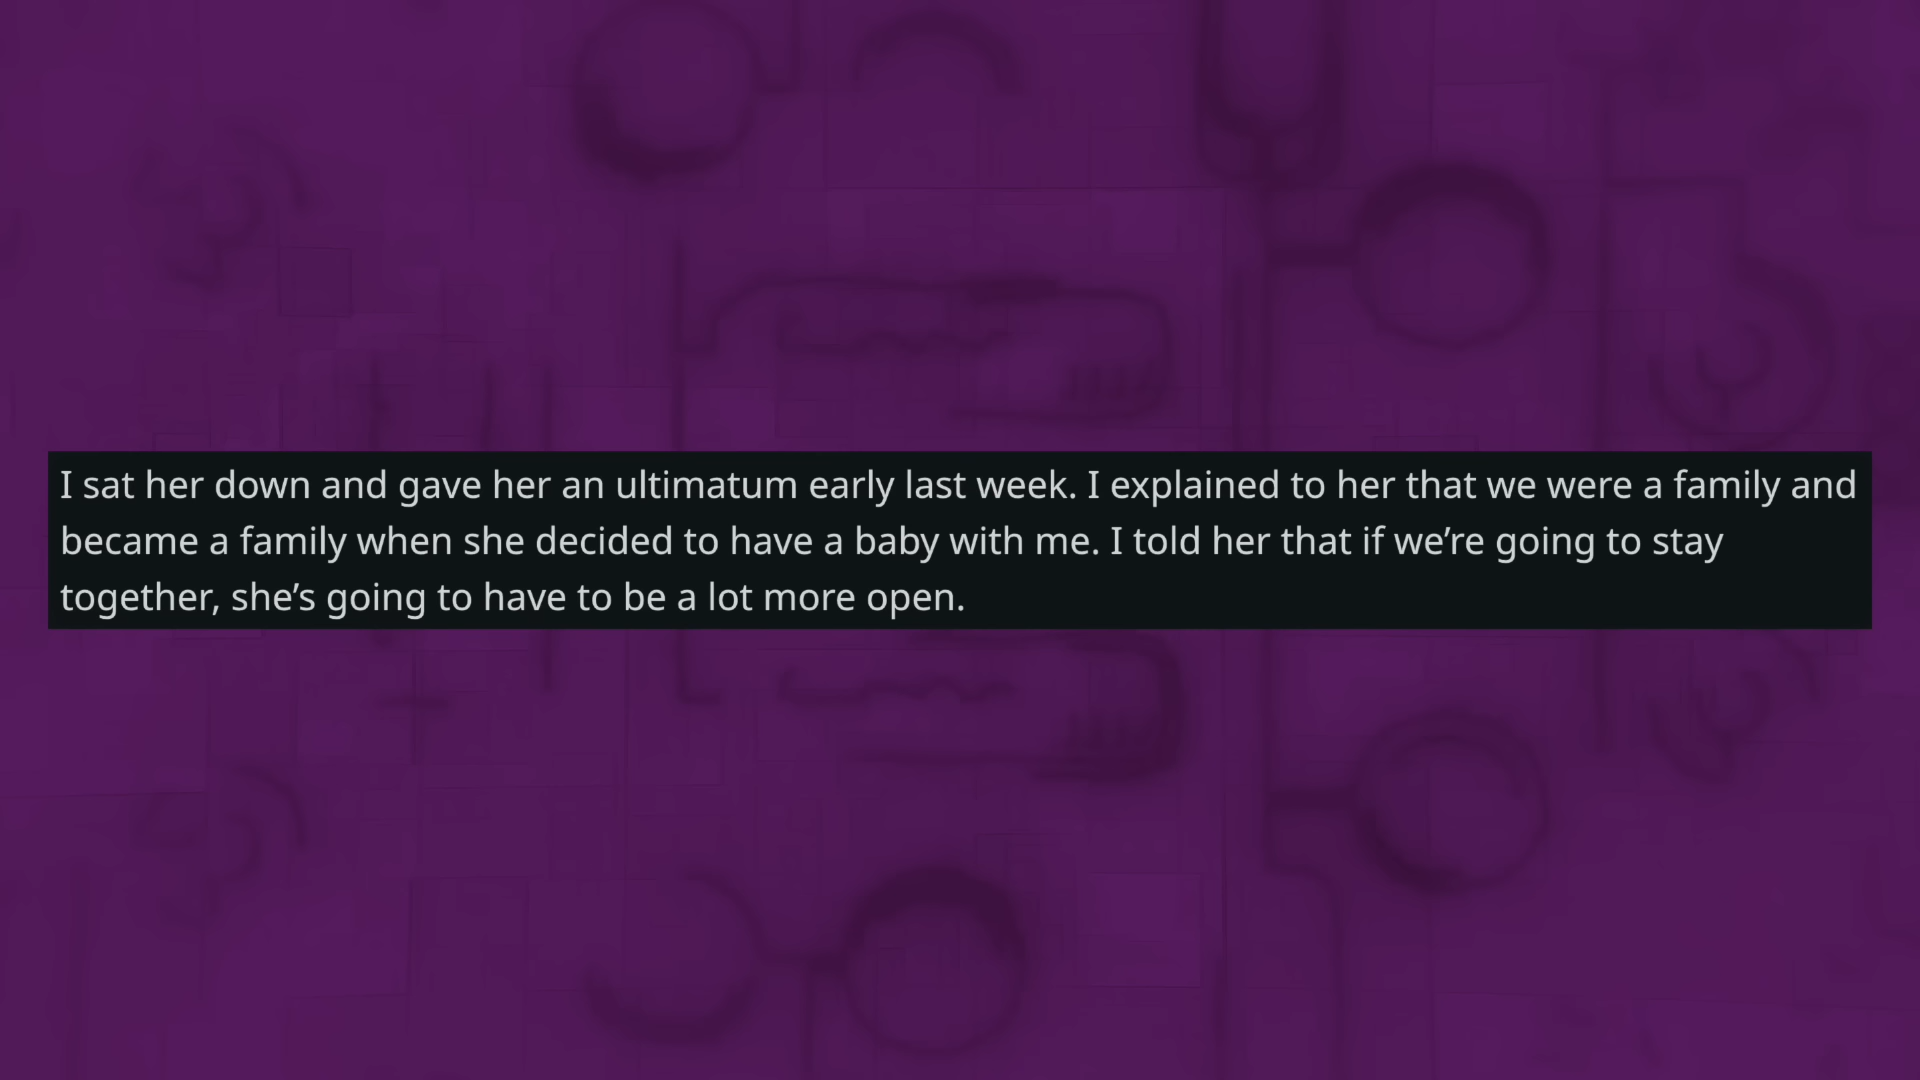 I sat her down and gave her an ultimatum early last week. I explained to her that we were a family and
became a family when she decided to have a baby with me. I told her that if we’re going to stay
together, she’s going to have to be a lot more open.